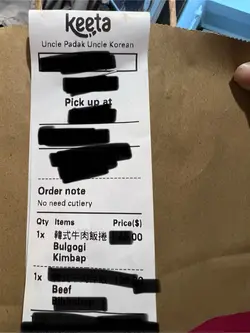 keeta
Uncle Padak Uncle Korean
Pick up at
Order note
No need cutlery
Qty Items Price($)
1x 韓式牛肉飯捲 00
Bulgogi
Kimbap
1x
Beef